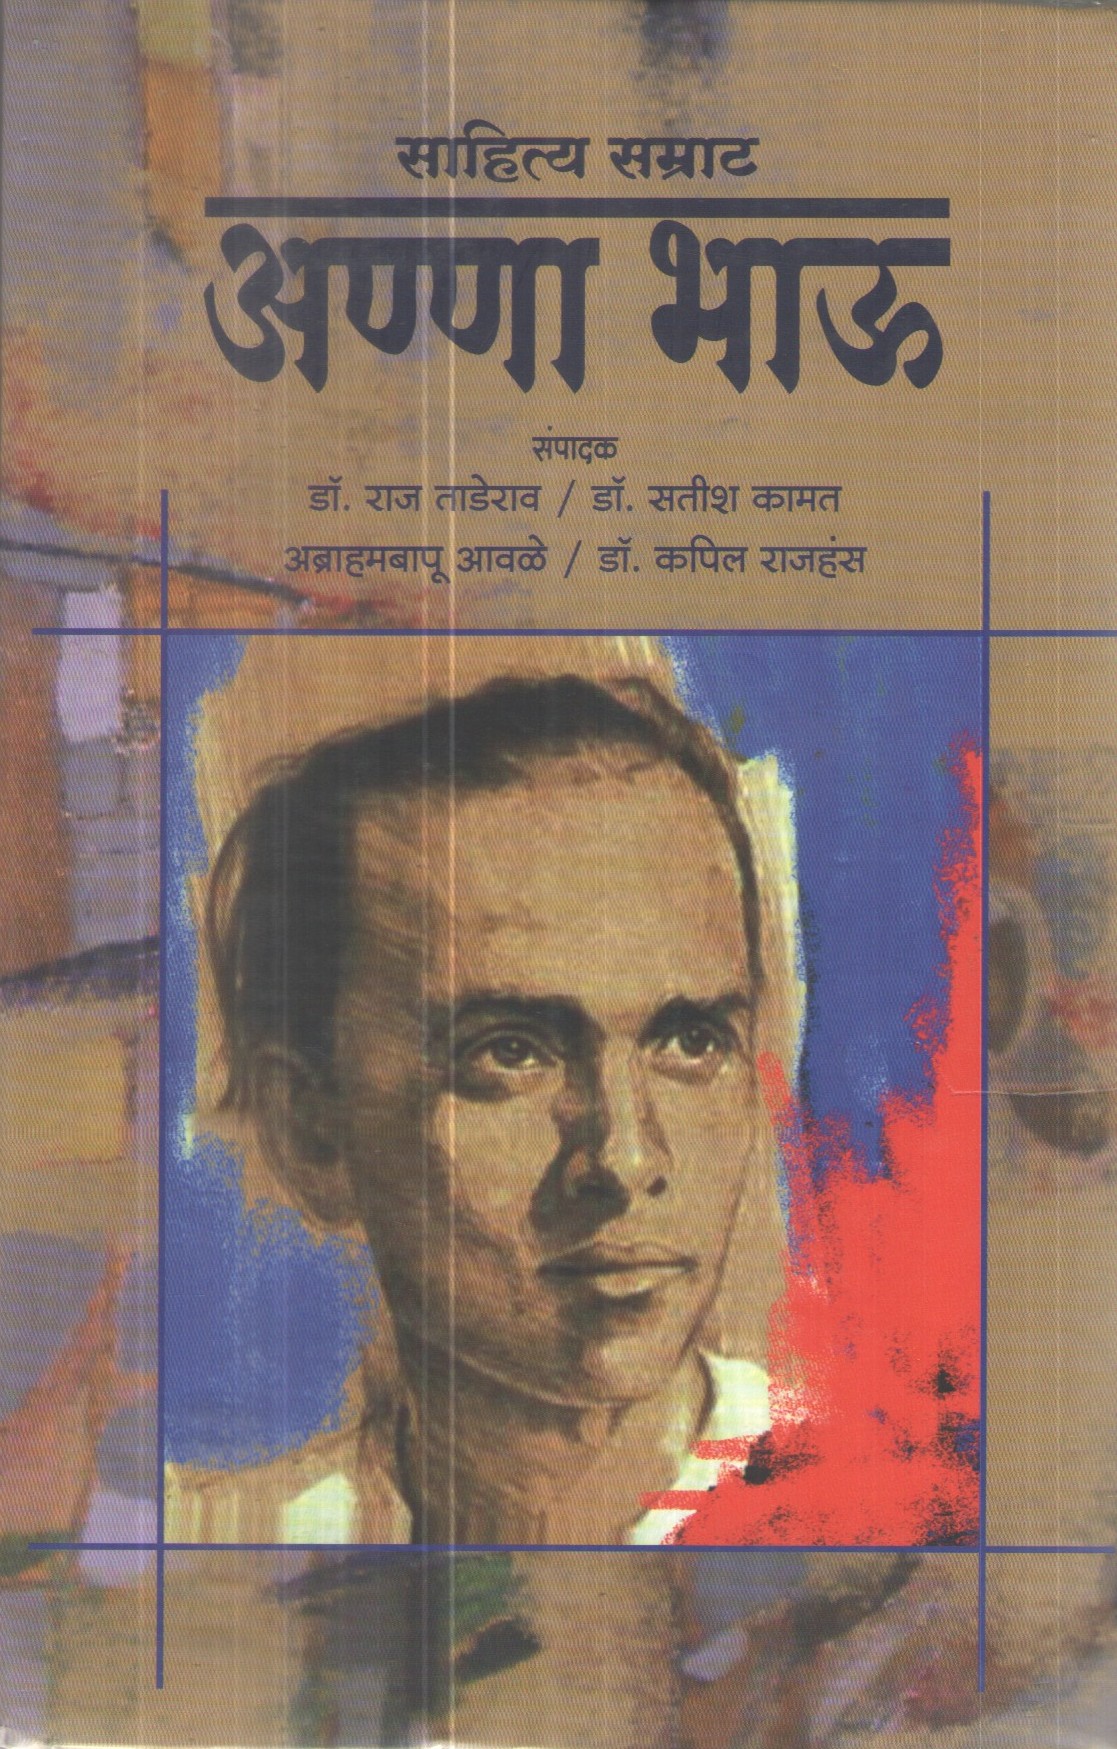 साहित्य सम्राट
अण्णा भाऊ
संपादक
डॉ. राज ताडेराव / डॉ. सतीश कामत
अब्राहमबापू आवळे / डॉ. कपिल राजहंस